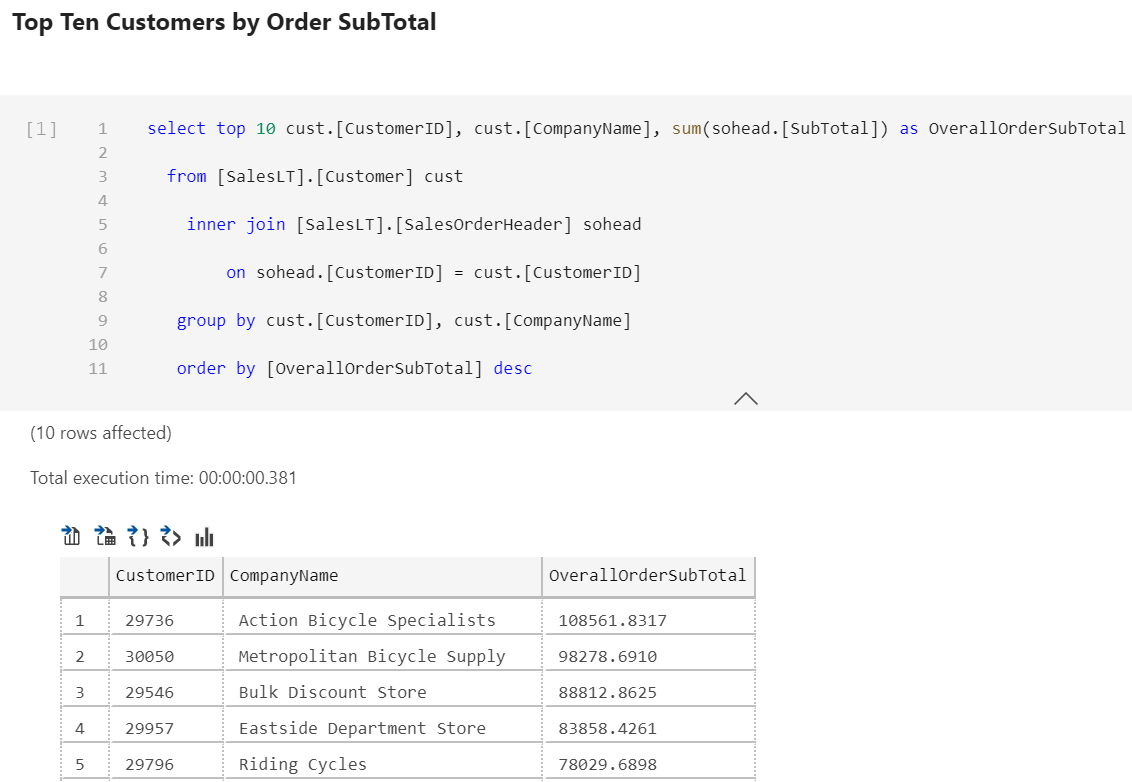 Top Ten Customers by Order SubTotal
[1]
1 select top 10 cust.[CustomerID], cust.[CompanyName], sum(sohead.[SubTotal]) as OverallOrderSubTotal
2
3 from [SalesLT].[Customer] cust
4
5 inner join [SalesLT].[SalesOrderHeader] sohead
6
7 on sohead.[CustomerID] = cust.[CustomerID]
8
9 group by cust.[CustomerID], cust.[CompanyName]
10
11 order by [OverallOrderSubTotal] desc
(10 rows affected)
Total execution time: 00:00:00.381
CustomerID CompanyName OverallOrderSubTotal
1 29736 Action Bicycle Specialists 108561.8317
2 30050 Metropolitan Bicycle Supply 98278.6910
3 29546 Bulk Discount Store 88812.8625
4 29957 Eastside Department Store 83858.4261
5 29796 Riding Cycles 78029.6898